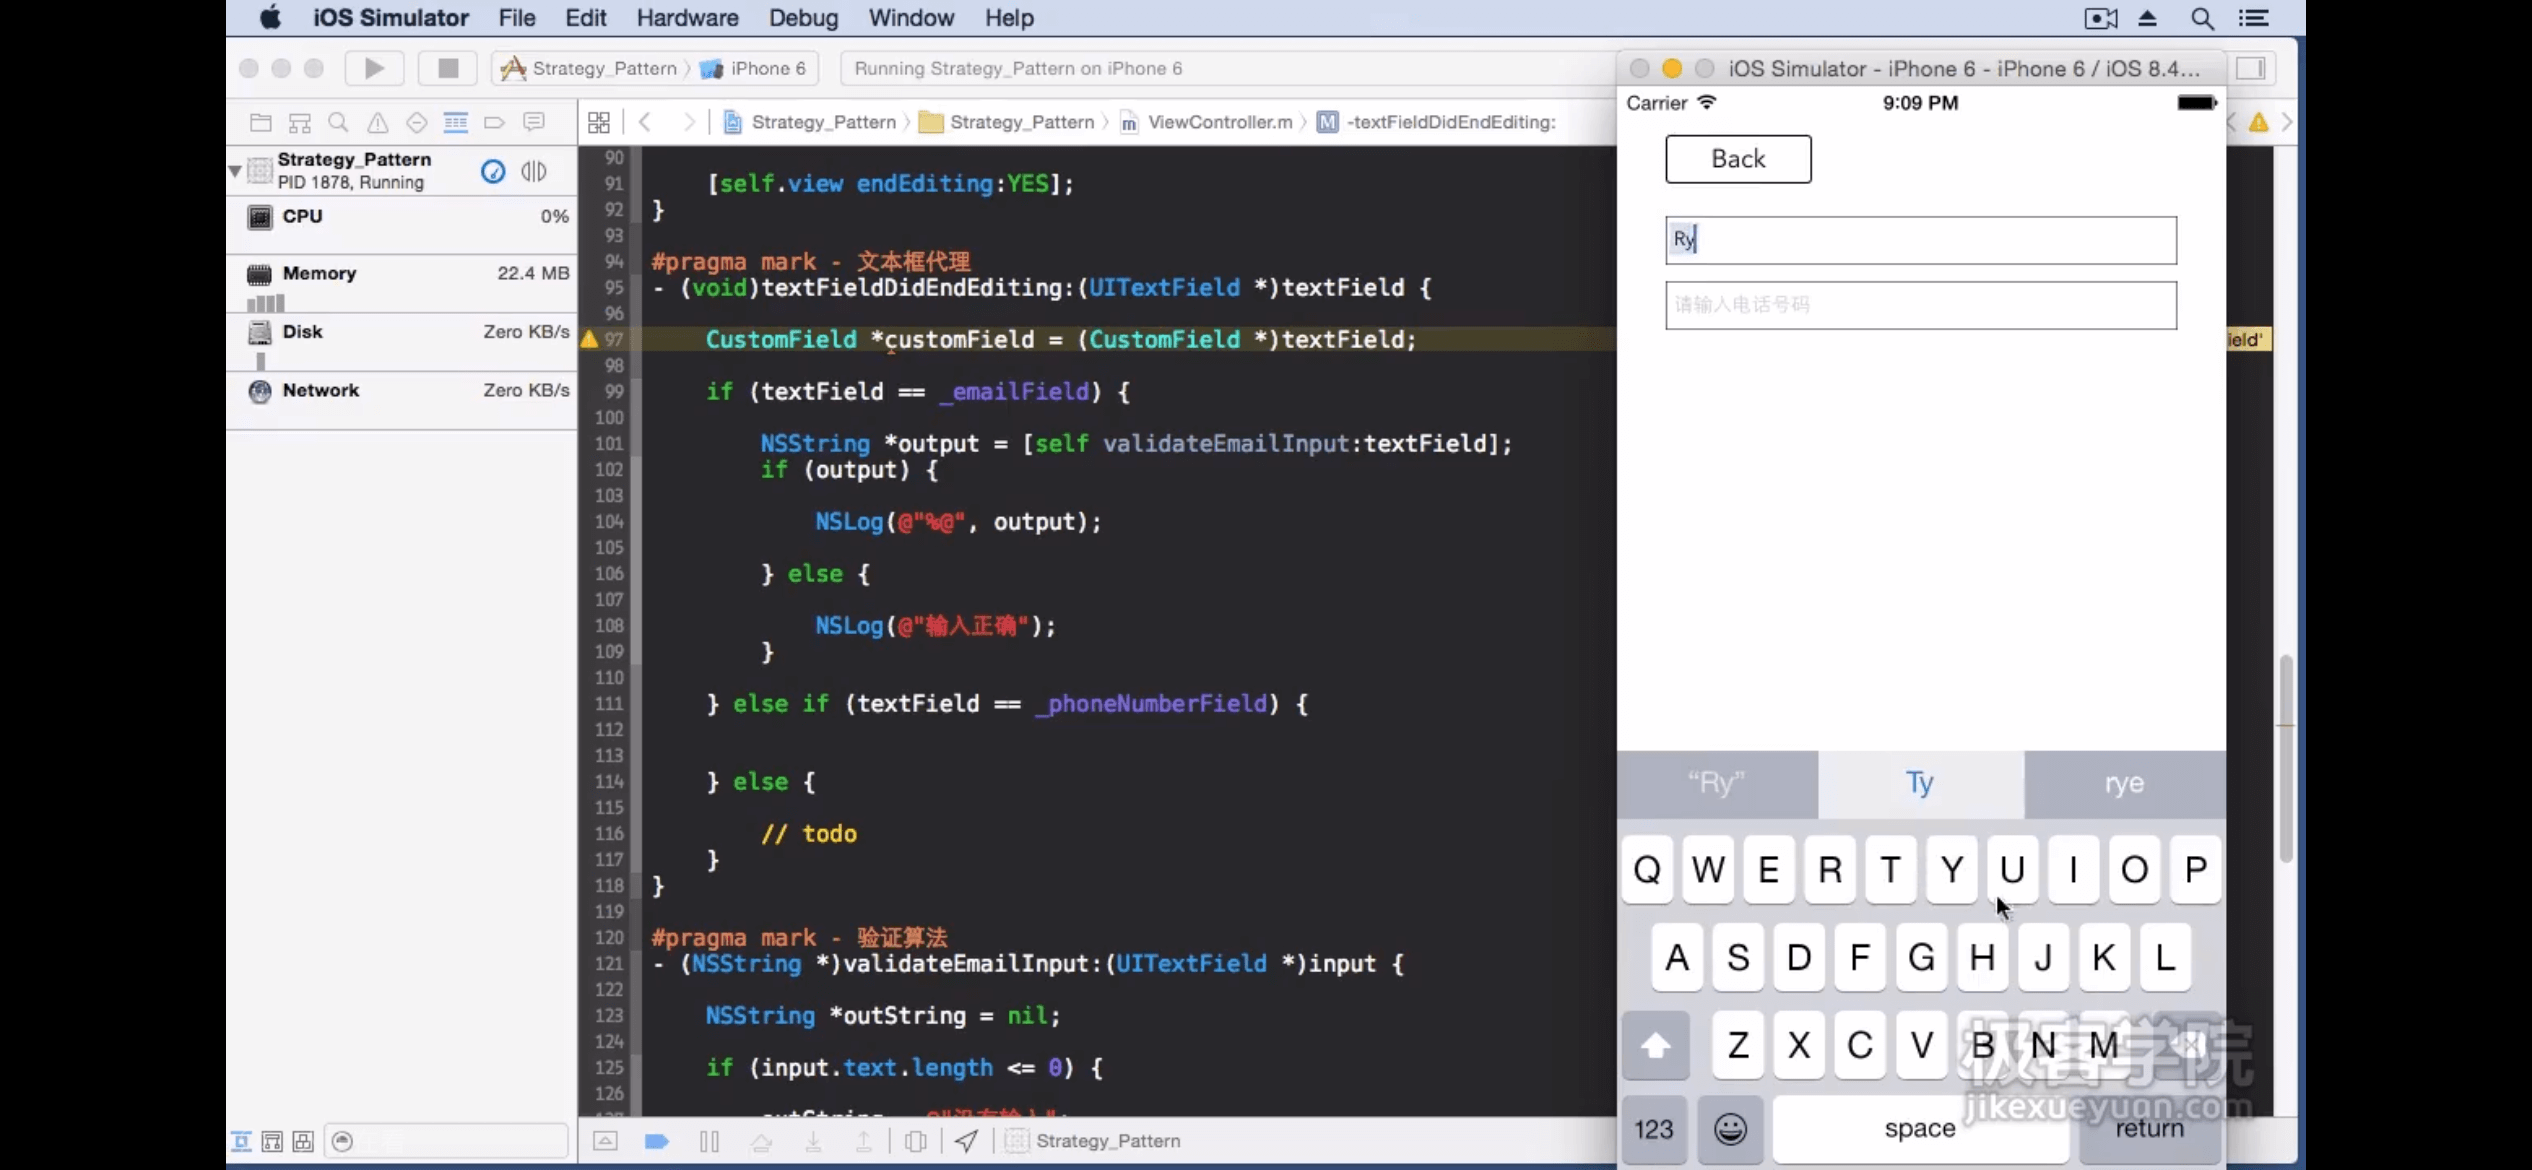 iOS Simulator File Edit Hardware Debug Window Help
Strategy_Pattern iPhone 6
Running Strategy_Pattern on iPhone 6
Strategy_Pattern Strategy_Pattern ViewController.m M -textFieldDidEndEditing:
Strategy_Pattern
PID 1878, Running
CPU 0%
Memory 22.4 MB
Disk Zero KB/s
Network Zero KB/s
90
91 [self.view endEditing:YES];
92 }
93
94 #pragma mark - 文本框代理
95 - (void)textFieldDidEndEditing:(UITextField *)textField {
96
97 CustomField *customField = (CustomField *)textField;
ield'
98
99 if (textField == _emailField) {
100
101 NSString *output = [self validateEmailInput:textField];
102 if (output) {
103
104 NSLog(@"%@", output);
105
106 } else {
107
108 NSLog(@"输入正确");
109 }
110
111 } else if (textField == _phoneNumberField) {
112
113
114 } else {
115
116 // todo
117 }
118 }
119
120 #pragma mark - 验证算法
121 - (NSString *)validateEmailInput:(UITextField *)input {
122
123 NSString *outString = nil;
124
125 if (input.text.length <= 0) {
126
Strategy_Pattern
iOS Simulator - iPhone 6 - iPhone 6 / iOS 8.4...
Carrier 9:09 PM
Back
Ry
请输入电话号码
“Ry” Ty rye
Q W E R T Y U I O P
A S D F G H J K L
Z X C V B N M
123 space return
极客学院
jikexueyuan.com